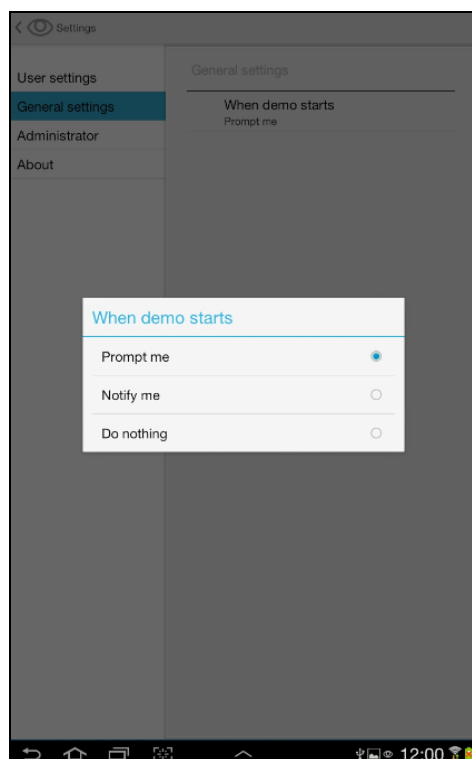 Settings
User settings
General settings
Administrator
About
General settings
When demo starts
Prompt me
When demo starts
Prompt me
Notify me
Do nothing
12:00